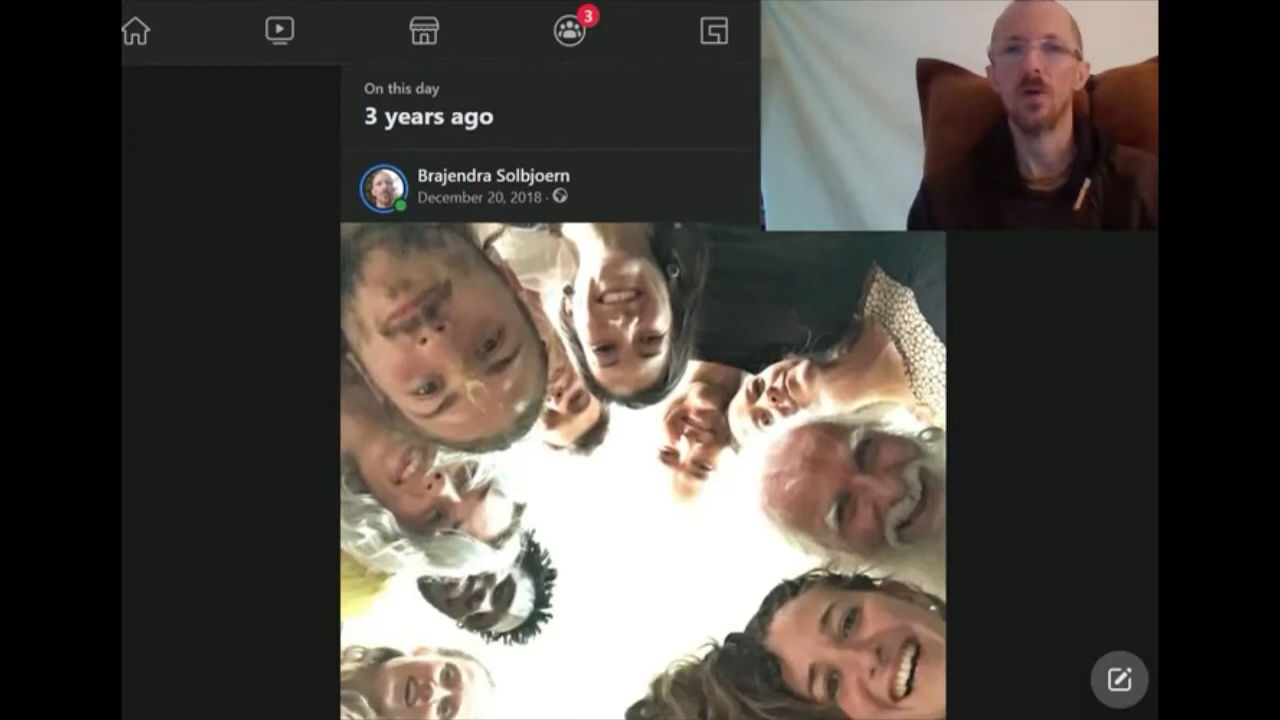 3
On this day
3 years ago
Brajendra Solbjoern
December 20, 2018 ·